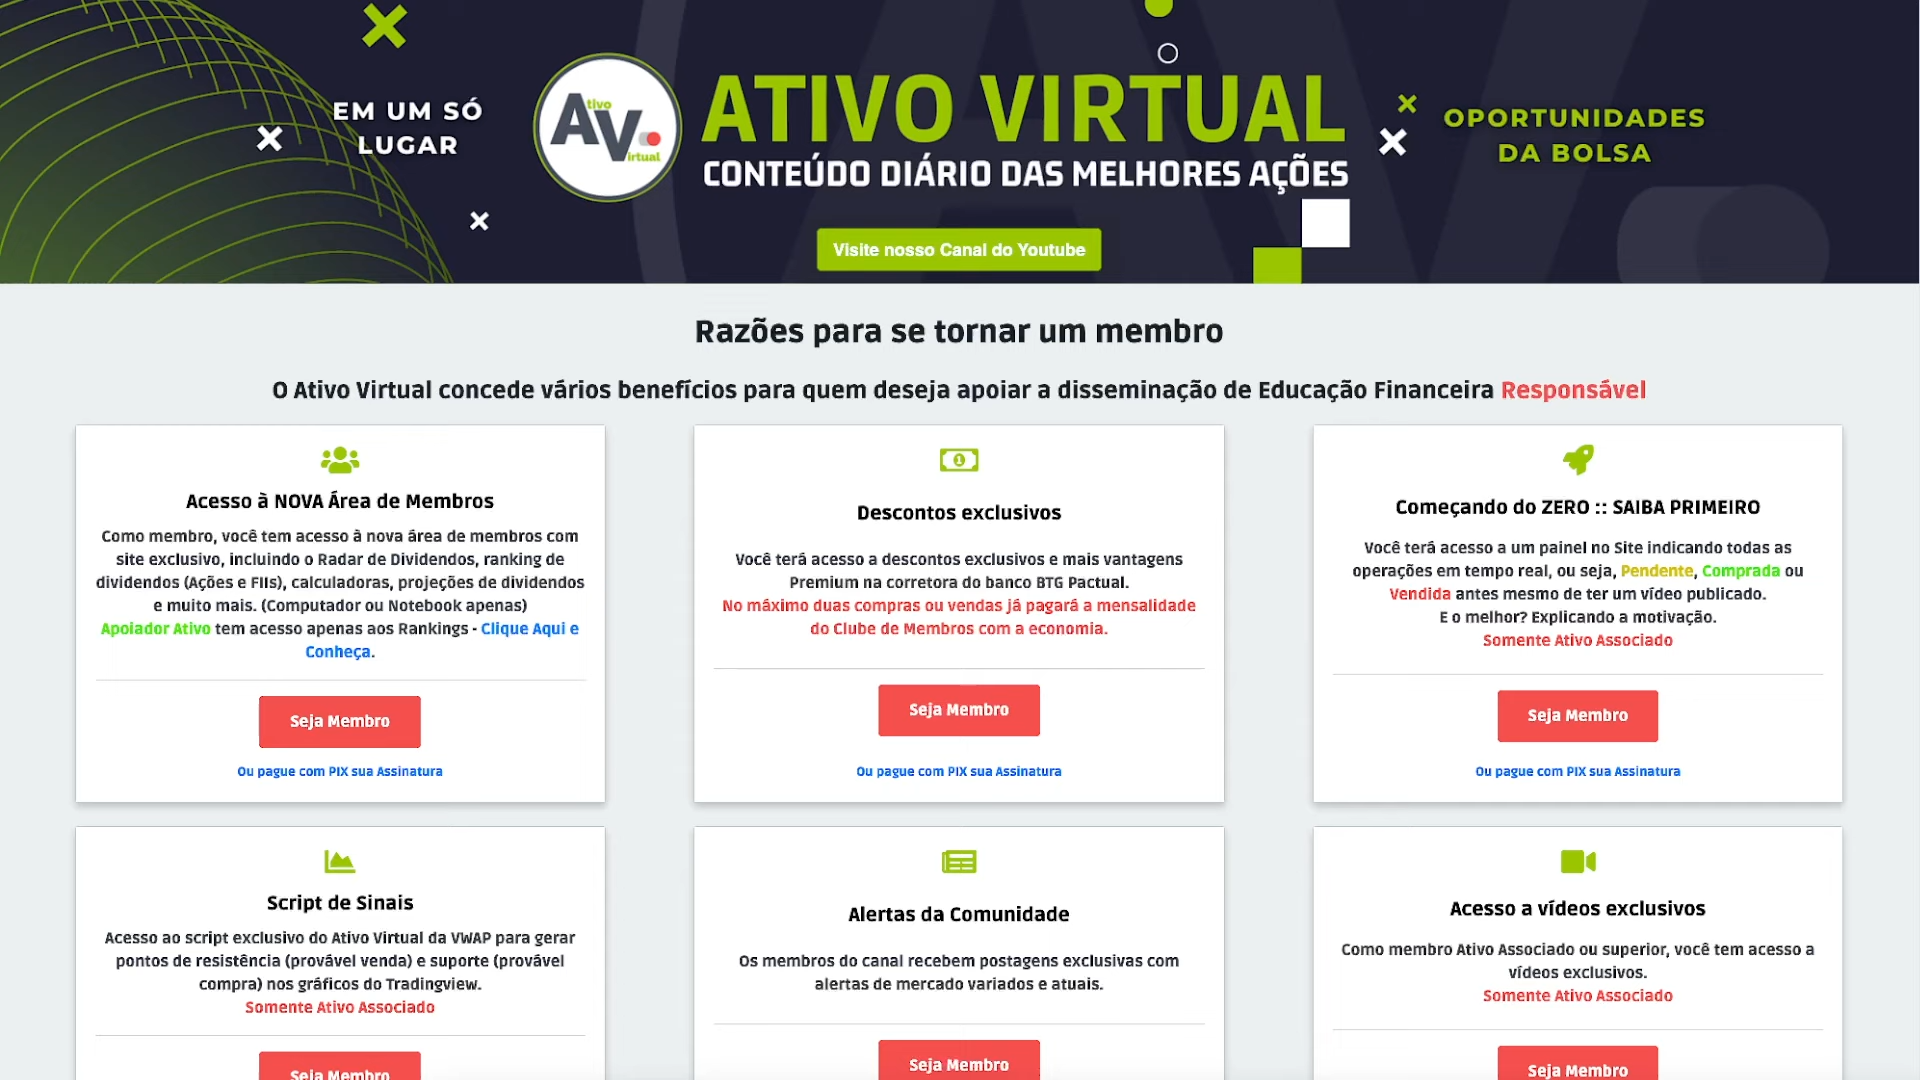 EM UM SÓ
LUGAR
AV
tivo
irtual
ATIVO VIRTUAL
CONTEÚDO DIÁRIO DAS MELHORES AÇÕES
OPORTUNIDADES
DA BOLSA
Visite nosso Canal do Youtube
Razões para se tornar um membro
O Ativo Virtual concede vários benefícios para quem deseja apoiar a disseminação de Educação Financeira Responsável
Acesso à NOVA Área de Membros
Como membro, você tem acesso à nova área de membros com
site exclusivo, incluindo o Radar de Dividendos, ranking de
dividendos (Ações e FIIs), calculadoras, projeções de dividendos
e muito mais. (Computador ou Notebook apenas)
Apoiador Ativo tem acesso apenas aos Rankings - Clique Aqui e
Conheça.
Seja Membro
Ou pague com PIX sua Assinatura
Descontos exclusivos
Você terá acesso a descontos exclusivos e mais vantagens
Premium na corretora do banco BTG Pactual.
No máximo duas compras ou vendas já pagará a mensalidade
do Clube de Membros com a economia.
Seja Membro
Ou pague com PIX sua Assinatura
Começando do ZERO :: SAIBA PRIMEIRO
Você terá acesso a um painel no Site indicando todas as
operações em tempo real, ou seja, Pendente, Comprada ou
Vendida antes mesmo de ter um vídeo publicado.
E o melhor? Explicando a motivação.
Somente Ativo Associado
Seja Membro
Ou pague com PIX sua Assinatura
Script de Sinais
Acesso ao script exclusivo do Ativo Virtual da VWAP para gerar
pontos de resistência (provável venda) e suporte (provável
compra) nos gráficos do Tradingview.
Somente Ativo Associado
Seja Membro
Alertas da Comunidade
Os membros do canal recebem postagens exclusivas com
alertas de mercado variados e atuais.
Seja Membro
Acesso a vídeos exclusivos
Como membro Ativo Associado ou superior, você tem acesso a
vídeos exclusivos.
Somente Ativo Associado
Seja Membro